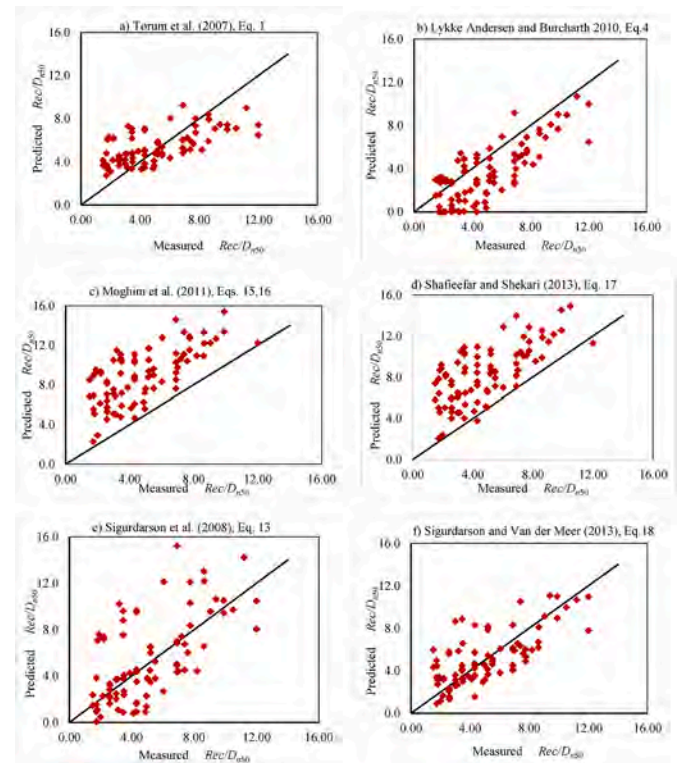 a) Tørum et al. (2007), Eq. 1
16.0
12.0
8.0
4.0
0.0
Predicted Rec/Dn50
0.00 4.00 8.00 12.00 16.00
Measured Rec/Dn50
b) Lykke Andersen and Burcharth 2010, Eq.4
16.0
12.0
8.0
4.0
0.0
Predicted Rec/Dn50
0.00 4.00 8.00 12.00 16.00
Measured Rec/Dn50
c) Moghim et al. (2011), Eqs. 15,16
16.0
12.0
8.0
4.0
0.0
Predicted Rec/Dn50
0.00 4.00 8.00 12.00 16.00
Measured Rec/Dn50
d) Shafieefar and Shekari (2013), Eq. 17
16.0
12.0
8.0
4.0
0.0
Predicted Rec/Dn50
0.00 4.00 8.00 12.00 16.00
Measured Rec/Dn50
e) Sigurdarson et al. (2008), Eq. 13
16.0
12.0
8.0
4.0
0.0
Predicted Rec/Dn50
0.00 4.00 8.00 12.00 16.00
Measured Rec/Dn50
f) Sigurdarson and Van der Meer (2013), Eq.18
16.0
12.0
8.0
4.0
0.0
Predicted Rec/Dn50
0.00 4.00 8.00 12.00 16.00
Measured Rec/Dn50